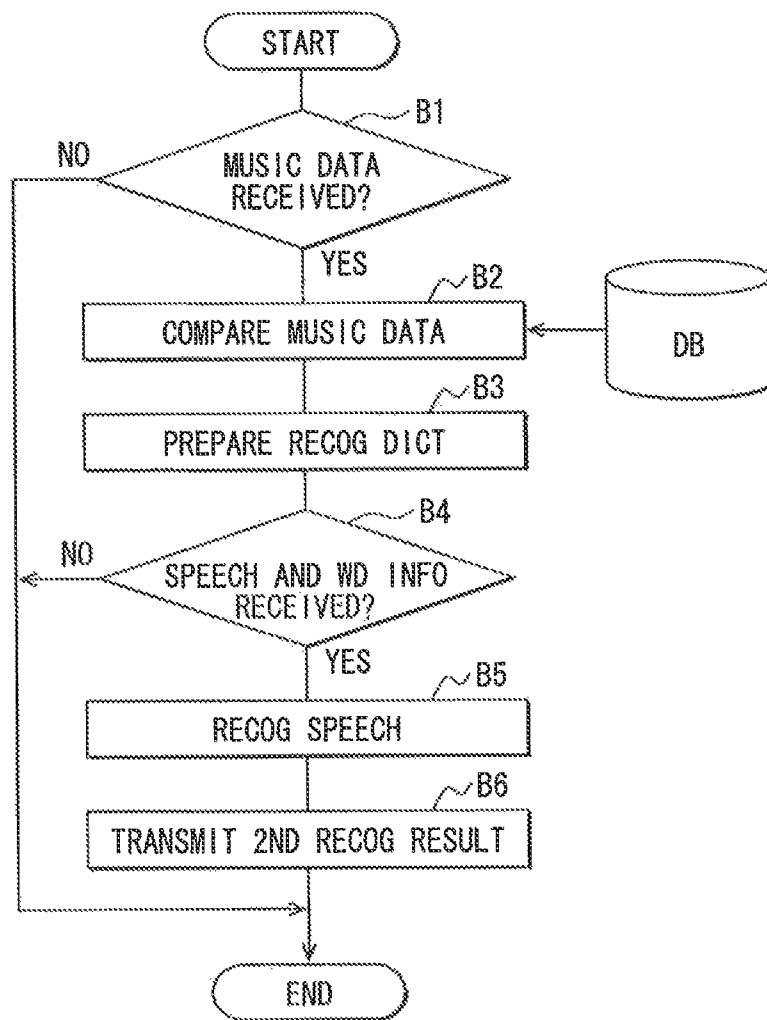 START
B1
NO
MUSIC DATA
RECEIVED?
YES
B2
COMPARE MUSIC DATA
DB
B3
PREPARE RECOG DICT
B4
NO
SPEECH AND WD INFO
RECEIVED?
YES
B5
RECOG SPEECH
B6
TRANSMIT 2ND RECOG RESULT
END